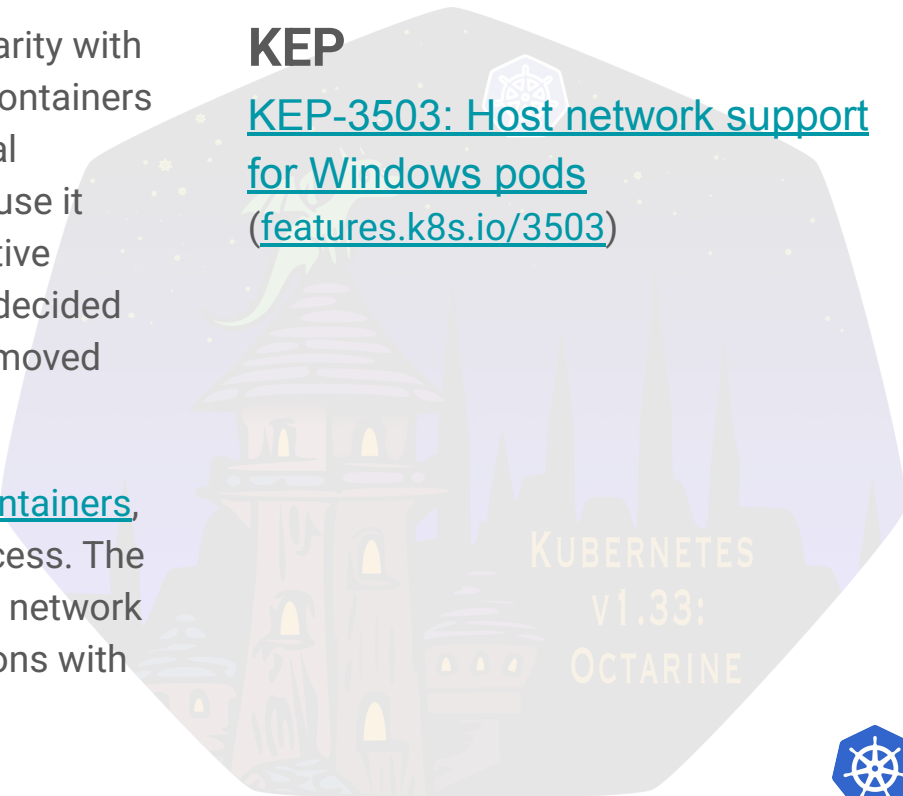 arity with
ontainers
al
use it
tive
decided
moved
ntainers,
cess. The
network
ons with
KEP
KEP-3503: Host network support
for Windows pods
(features.k8s.io/3503)
KUBERNETES
V1.33:
OCTARINE